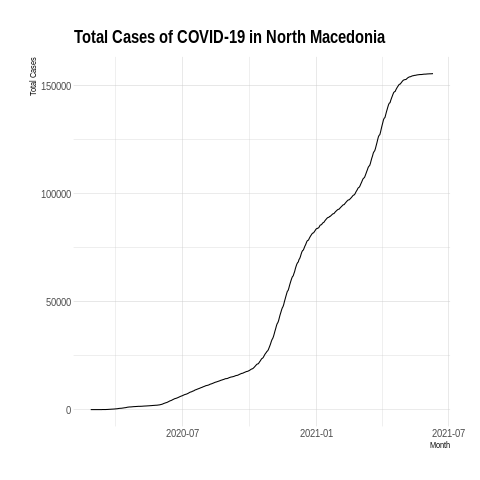 Total Cases of COVID-19 in North Macedonia
Total Cases
150000
100000
50000
0
2020-07
2021-01
2021-07
Month